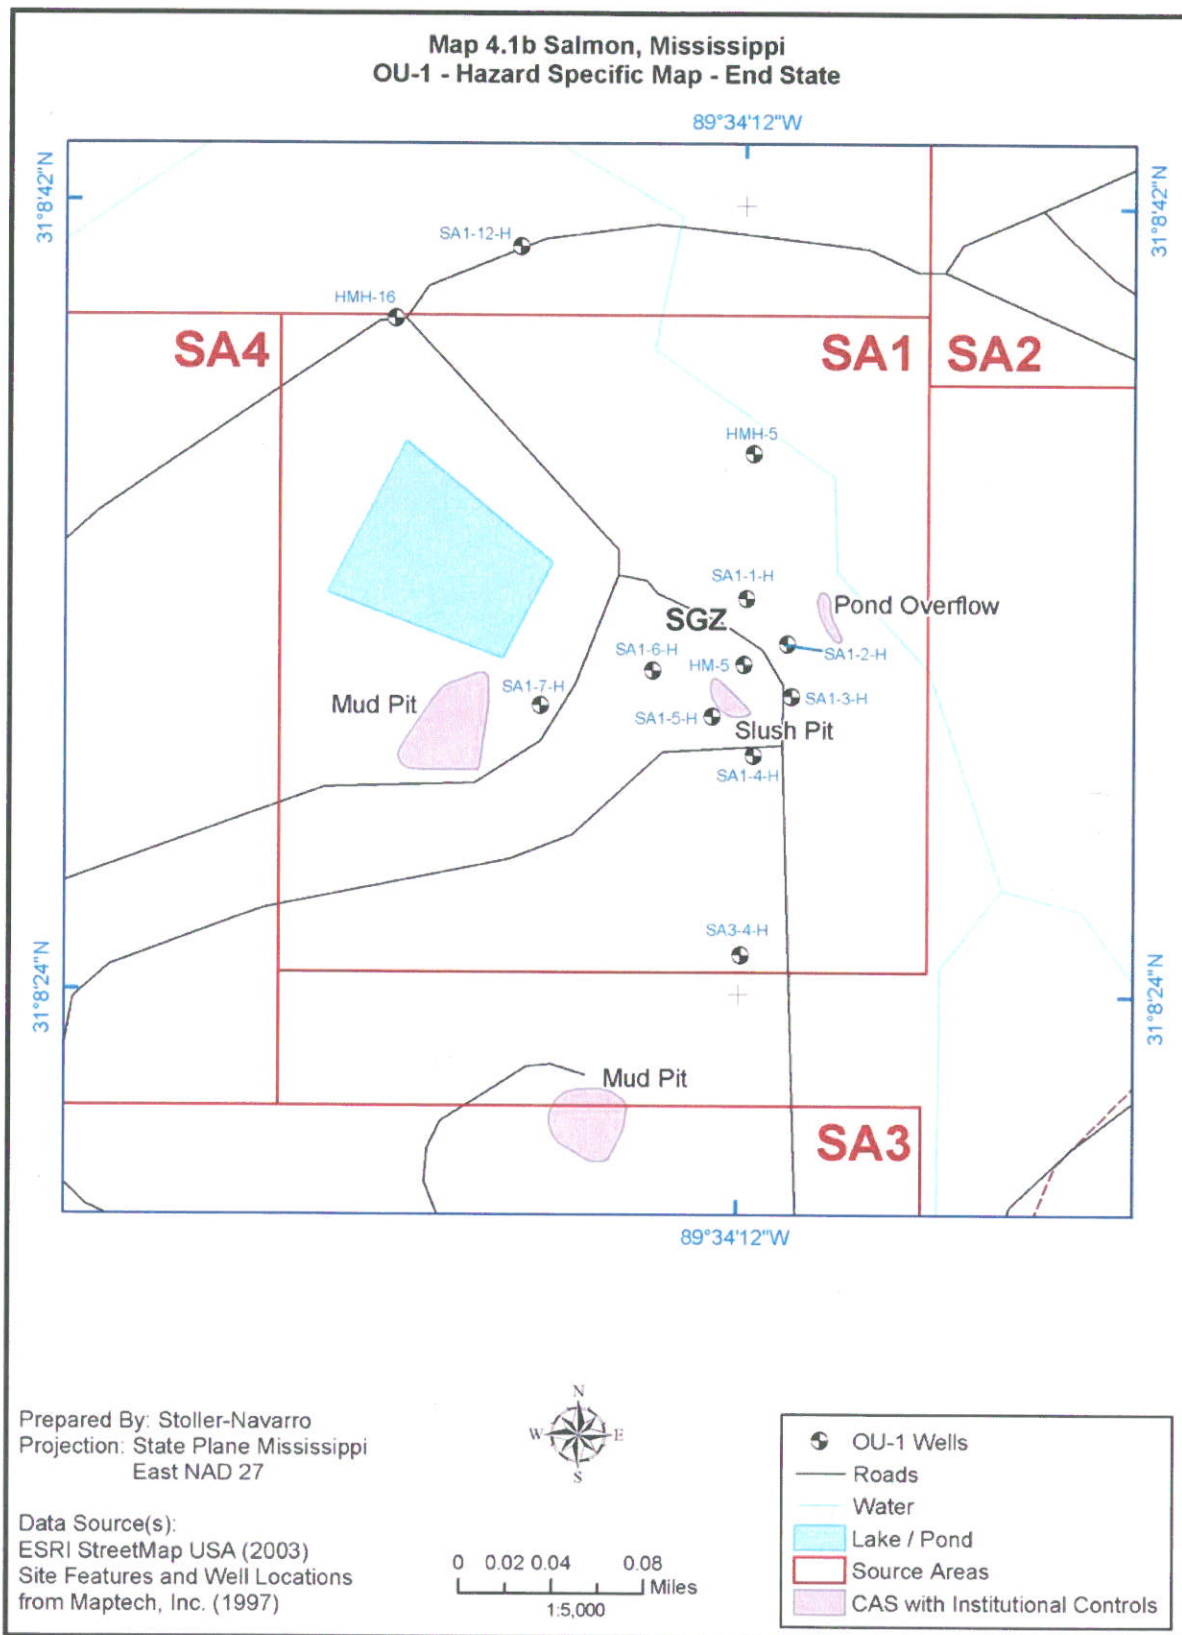 Map 4.1b Salmon, Mississippi
OU-1 - Hazard Specific Map - End State
89°34'12"W
31°8'42"N
31°8'42"N
SA1-12-H
HMH-16
SA4
SA1
SA2
HMH-5
SA1-1-H
Pond Overflow
SGZ
SA1-6-H
HM-5
SA1-2-H
Mud Pit
SA1-7-H
SA1-3-H
SA1-5-H
Slush Pit
SA1-4-H
SA3-4-H
31°8'24"N
31°8'24"N
Mud Pit
SA3
89°34'12"W
N
W
E
S
Prepared By: Stoller-Navarro
Projection: State Plane Mississippi
East NAD 27
Data Source(s):
ESRI StreetMap USA (2003)
Site Features and Well Locations
from Maptech, Inc. (1997)
0 0.02 0.04 0.08
Miles
1:5,000
OU-1 Wells
Roads
Water
Lake / Pond
Source Areas
CAS with Institutional Controls